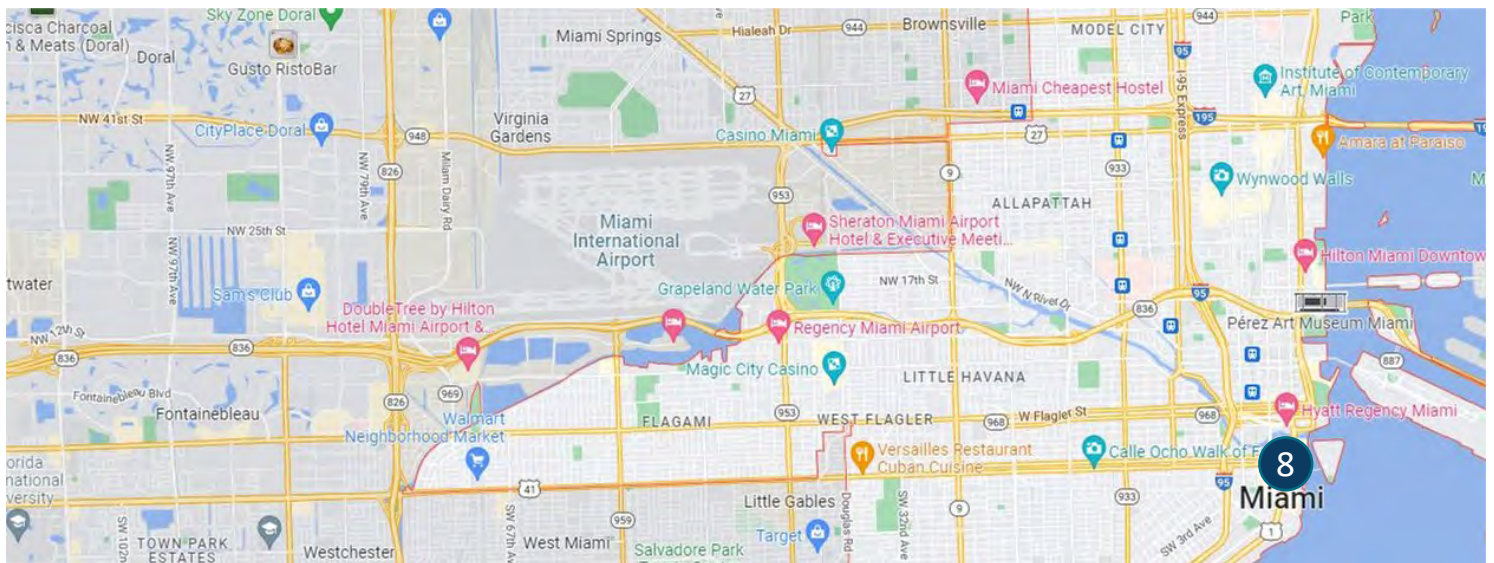 cisca Charcoal
n & Meats (Doral)
Sky Zone Doral
Doral
Gusto RistoBar
Miami Springs
Hialeah Dr
944
Brownsville
MODEL CITY
944
Park
95
I-95 Express
Institute of Contemporary
Art, Miami
27
Miami Cheapest Hostel
NW 41st St
CityPlace Doral
948
Virginia
Gardens
Casino Miami
27
195
195
Amara at Paraiso
NW 97th Ave
NW 79th Ave
826
Milam Dairy Rd
953
9
933
Wynwood Walls
M
ALLAPATTAH
NW 25th St
Miami
International
Airport
Sheraton Miami Airport
Hotel & Executive Meeti...
Hilton Miami Downtow
twater
NW 97th Ave
Sam's Club
DoubleTree by Hilton
Hotel Miami Airport &...
Grapeland Water Park
NW 17th St
NW N River Dr
95
836
Pérez Art Museum Miami
NW 12th St
836
836
Regency Miami Airport
887
Magic City Casino
LITTLE HAVANA
969
Fontainebleau Blvd
Fontainebleau
826
Walmart
Neighborhood Market
FLAGAMI
953
WEST FLAGLER
968
W Flagler St
968
Hyatt Regency Miami
orida
national
versity
Versailles Restaurant
Cuban Cuisine
Calle Ocho Walk of F
8
41
Little Gables
Douglas Rd
SW 32nd Ave
9
933
95
Miami
SW 102n
TOWN PARK
ESTATES
Westchester
SW 67th Av
959
West Miami
Salvadore Park
Target
SW 3rd Ave
1